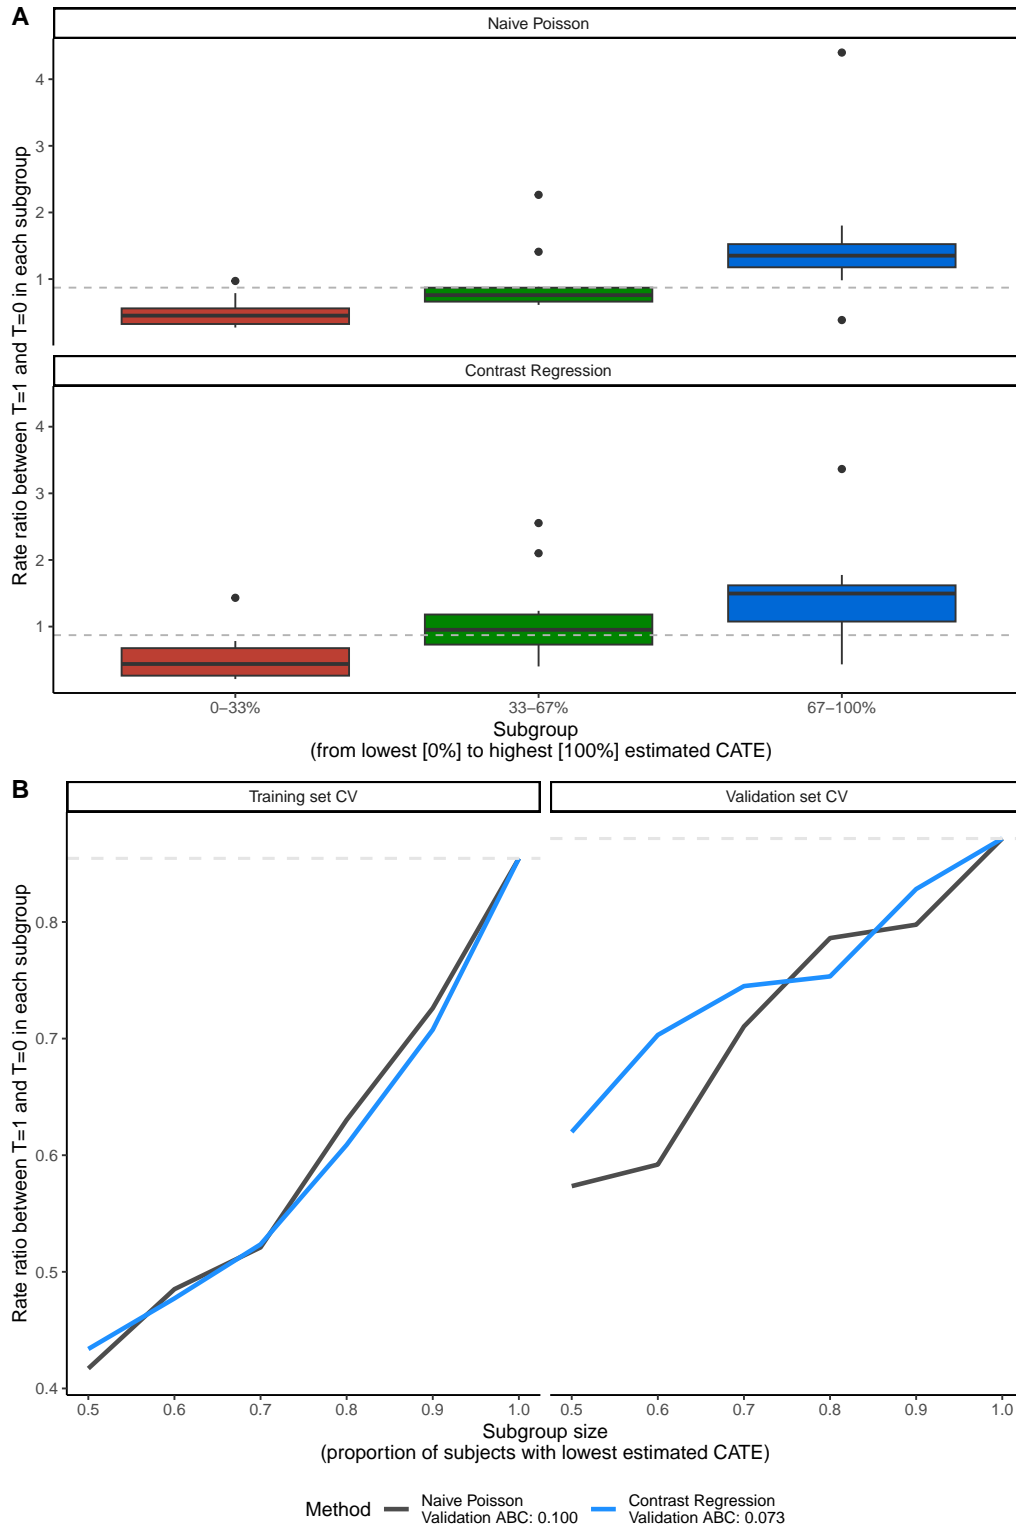 A
Naive Poisson
Rate ratio between T=1 and T=0 in each subgroup
4
3
2
1
Contrast Regression
4
3
2
1
0–33%
33–67%
67–100%
Subgroup
(from lowest [0%] to highest [100%] estimated CATE)
B
Training set CV
Validation set CV
Rate ratio between T=1 and T=0 in each subgroup
0.8
0.7
0.6
0.5
0.4
0.5
0.6
0.7
0.8
0.9
1.0
0.5
0.6
0.7
0.8
0.9
1.0
Subgroup size
(proportion of subjects with lowest estimated CATE)
Method
Naive Poisson
Validation ABC: 0.100
Contrast Regression
Validation ABC: 0.073